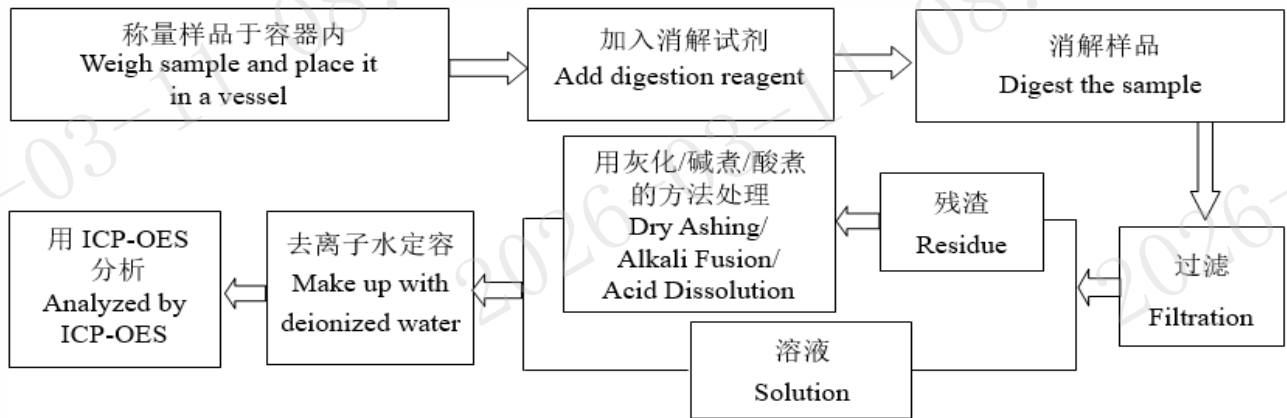 称量样品于容器内
Weigh sample and place it
in a vessel
加入消解试剂
Add digestion reagent
消解样品
Digest the sample
过滤
Filtration
残渣
Residue
用灰化/碱煮/酸煮
的方法处理
Dry Ashing/
Alkali Fusion/
Acid Dissolution
溶液
Solution
去离子水定容
Make up with
deionized water
用 ICP-OES
分析
Analyzed by
ICP-OES